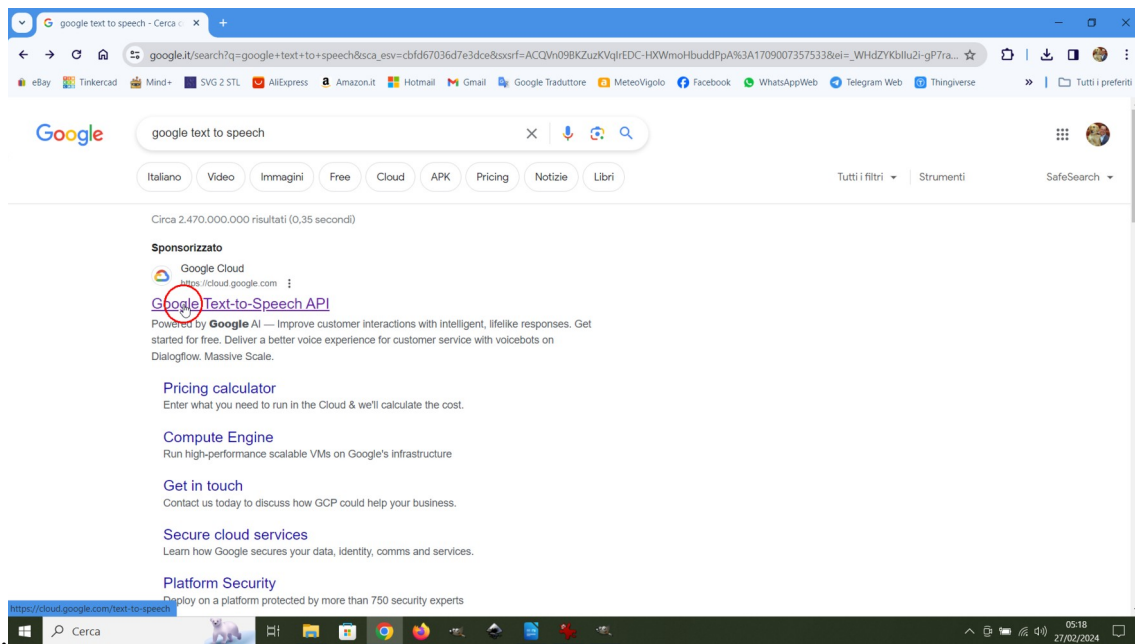 google text to speech - Cerca c
google.it/search?q=google+text+to+speech&sca_esv=cbfd67036d7e3dce&sxsrf=ACQVn09BKZuzKVqIrEDC-HXWmoHbuddPpA%3A1709007357533&ei=_WHdZYKbIIu2i-gP7ra...
eBay Tinkercad Mind+ SVG 2 STL AliExpress Amazon.it Hotmail Gmail Google Traduttore MeteoVigolo Facebook WhatsAppWeb Telegram Web Thingiverse » Tutti i preferiti
Google google text to speech
Italiano Video Immagini Free Cloud APK Pricing Notizie Libri Tutti i filtri Strumenti SafeSearch
Circa 2.470.000.000 risultati (0,35 secondi)
Sponsorizzato
Google Cloud
https://cloud.google.com
Google Text-to-Speech API
Powered by Google AI — Improve customer interactions with intelligent, lifelike responses. Get
started for free. Deliver a better voice experience for customer service with voicebots on
Dialogflow. Massive Scale.
Pricing calculator
Enter what you need to run in the Cloud & we'll calculate the cost.
Compute Engine
Run high-performance scalable VMs on Google's infrastructure
Get in touch
Contact us today to discuss how GCP could help your business.
Secure cloud services
Learn how Google secures your data, identity, comms and services.
Platform Security
Deploy on a platform protected by more than 750 security experts
https://cloud.google.com/text-to-speech
Cerca
05:18
27/02/2024